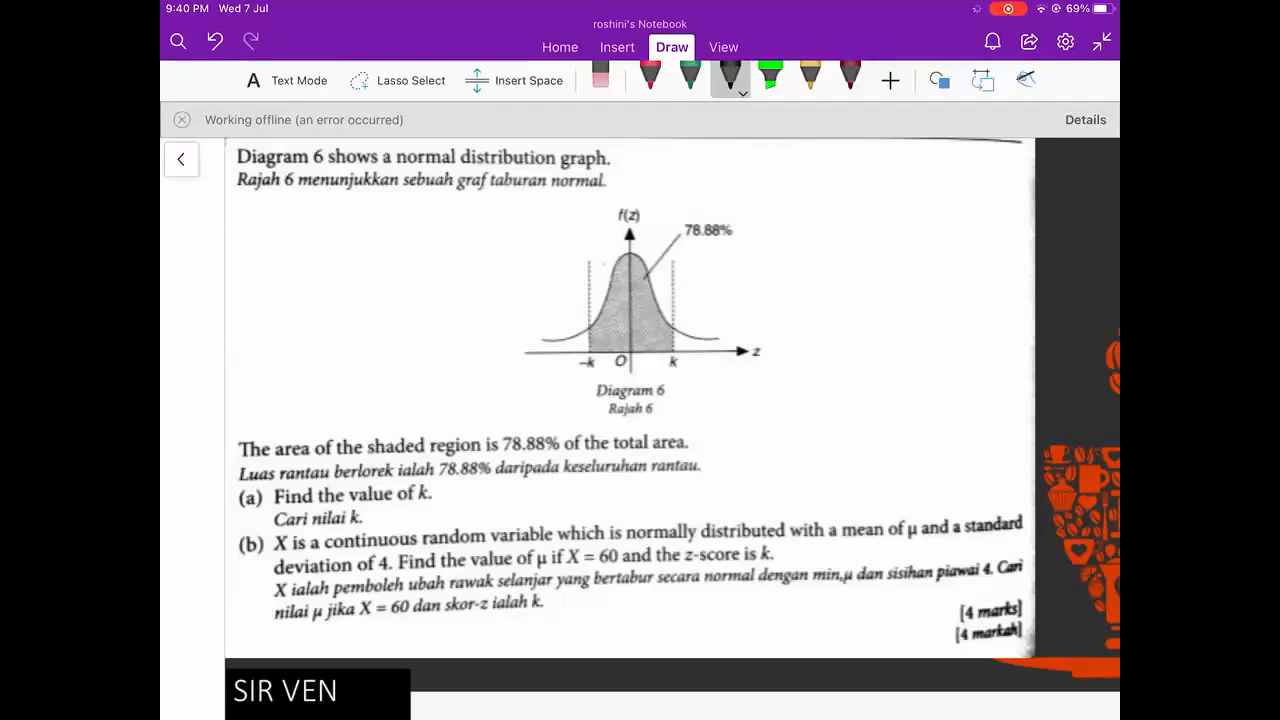 9:40 PM Wed 7 Jul
69%
roshini's Notebook
Home Insert Draw View
Text Mode Lasso Select Insert Space
Working offline (an error occurred) Details
Diagram 6 shows a normal distribution graph.
Rajah 6 menunjukkan sebuah graf taburan normal.
f(z)
78.88%
-k O k z
Diagram 6
Rajah 6
The area of the shaded region is 78.88% of the total area.
Luas rantau berlorek ialah 78.88% daripada keseluruhan rantau.
(a) Find the value of k.
Cari nilai k.
(b) X is a continuous random variable which is normally distributed with a mean of μ and a standard
deviation of 4. Find the value of μ if X = 60 and the z-score is k.
X ialah pemboleh ubah rawak selanjar yang bertabur secara normal dengan min,μ dan sisihan piawai 4. Cari
nilai μ jika X = 60 dan skor-z ialah k.
[4 marks]
[4 markah]
SIR VEN